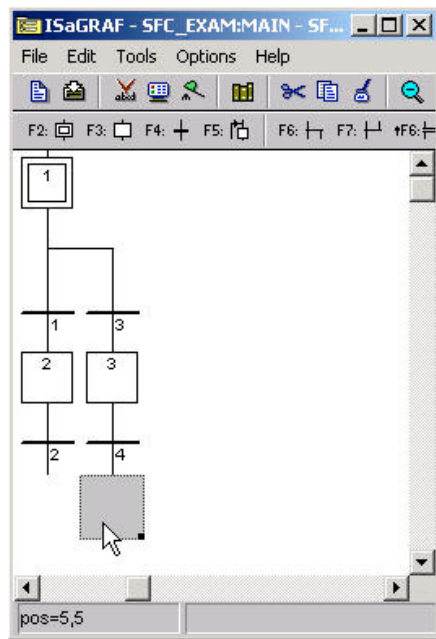 ISaGRAF - SFC_EXAM:MAIN - SF...
File Edit Tools Options Help
F2: F3: F4: F5: F6: F7: ↑F6:
1
1 3
2 3
2 4
pos=5,5